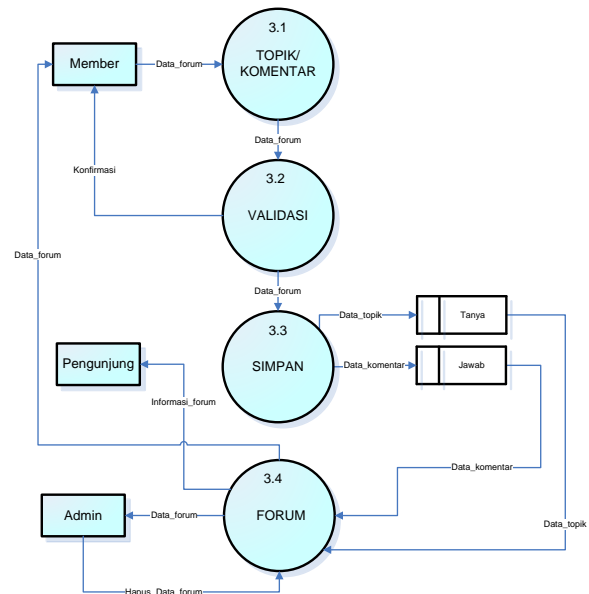 3.1
TOPIK/
KOMENTAR
Member
Data_forum
Data_forum
Konfirmasi
3.2
VALIDASI
Data_forum
Data_forum
3.3
SIMPAN
Data_topik
Tanya
Data_komentar
Jawab
Pengunjung
Informasi_forum
3.4
FORUM
Data_komentar
Admin
Data_forum
Data_topik
Hapus_Data_forum